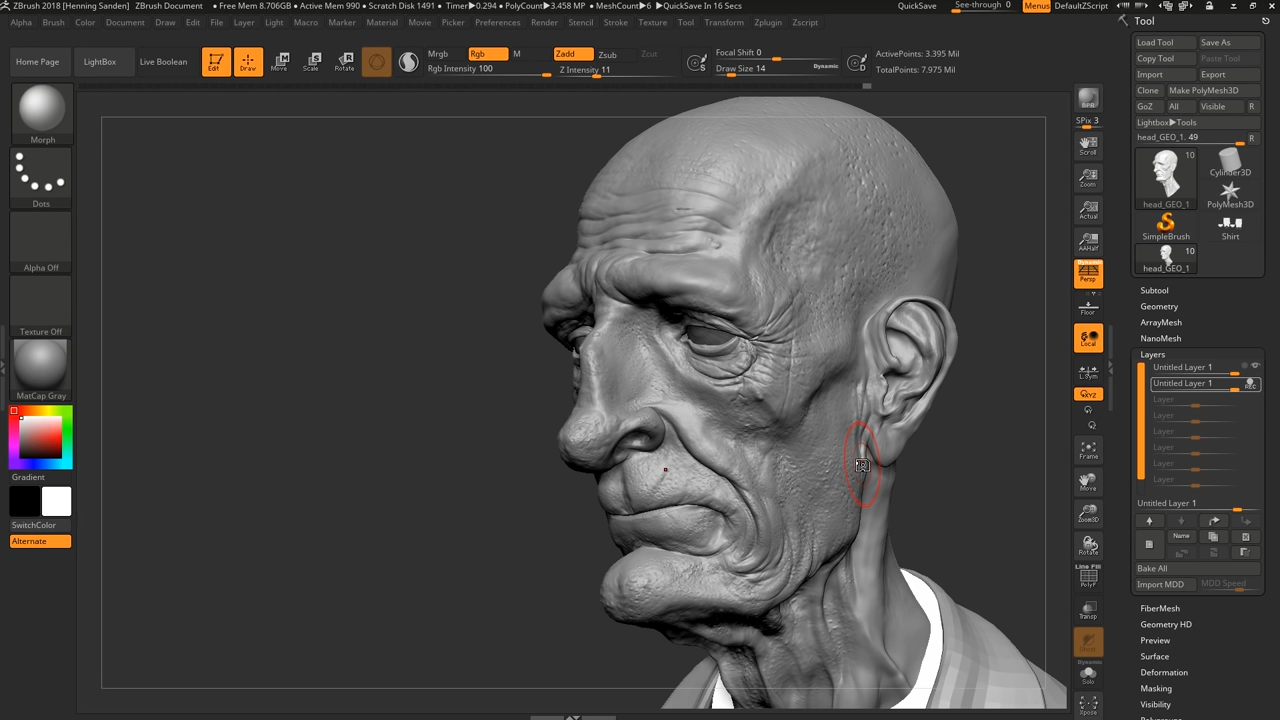 ZBrush 2018 [Henning Sanden] ZBrush Document • Free Mem 8.706GB • Active Mem 990 • Scratch Disk 1491 • Timer▶0.294 • PolyCount▶3.458 MP • MeshCount▶6 QuickSave In 16 Secs QuickSave See-through 0 Menus DefaultZScript
Alpha Brush Color Document Draw Edit File Layer Light Macro Marker Material Movie Picker Preferences Render Stencil Stroke Texture Tool Transform Zplugin Zscript
Tool
Load Tool Save As
Copy Tool Paste Tool
Import Export
Clone Make PolyMesh3D
GoZ All Visible R
Lightbox▶Tools
head_GEO_1. 49 R
10
Cylinder3D
head_GEO_1 PolyMesh3D
SimpleBrush Shirt
10
head_GEO_1
Subtool
Geometry
ArrayMesh
NanoMesh
Layers
Untitled Layer 1
Untitled Layer 1 REC
Layer
Layer
Layer
Layer
Layer
Layer
Untitled Layer 1
Name
Bake All
Import MDD MDD Speed
FiberMesh
Geometry HD
Preview
Surface
Deformation
Masking
Visibility
Home Page LightBox Live Boolean Edit Draw Move Scale Rotate
Mrgb Rgb M Zadd Zsub Zcut
Rgb Intensity 100 Z Intensity 11
S
Focal Shift 0
Draw Size 14 Dynamic
D
ActivePoints: 3.395 Mil
TotalPoints: 7.975 Mil
Morph
Dots
Alpha Off
Texture Off
MatCap Gray
Gradient
SwitchColor
Alternate
BPR
SPix 3
Scroll
Zoom
Actual
AAHalf
Dynamic
Persp
Floor
Local
L.Sym
XYZ
Frame
Move
Zoom3D
Rotate
Line Fill
PolyF
Transp
Dynamic
Solo
Xpose